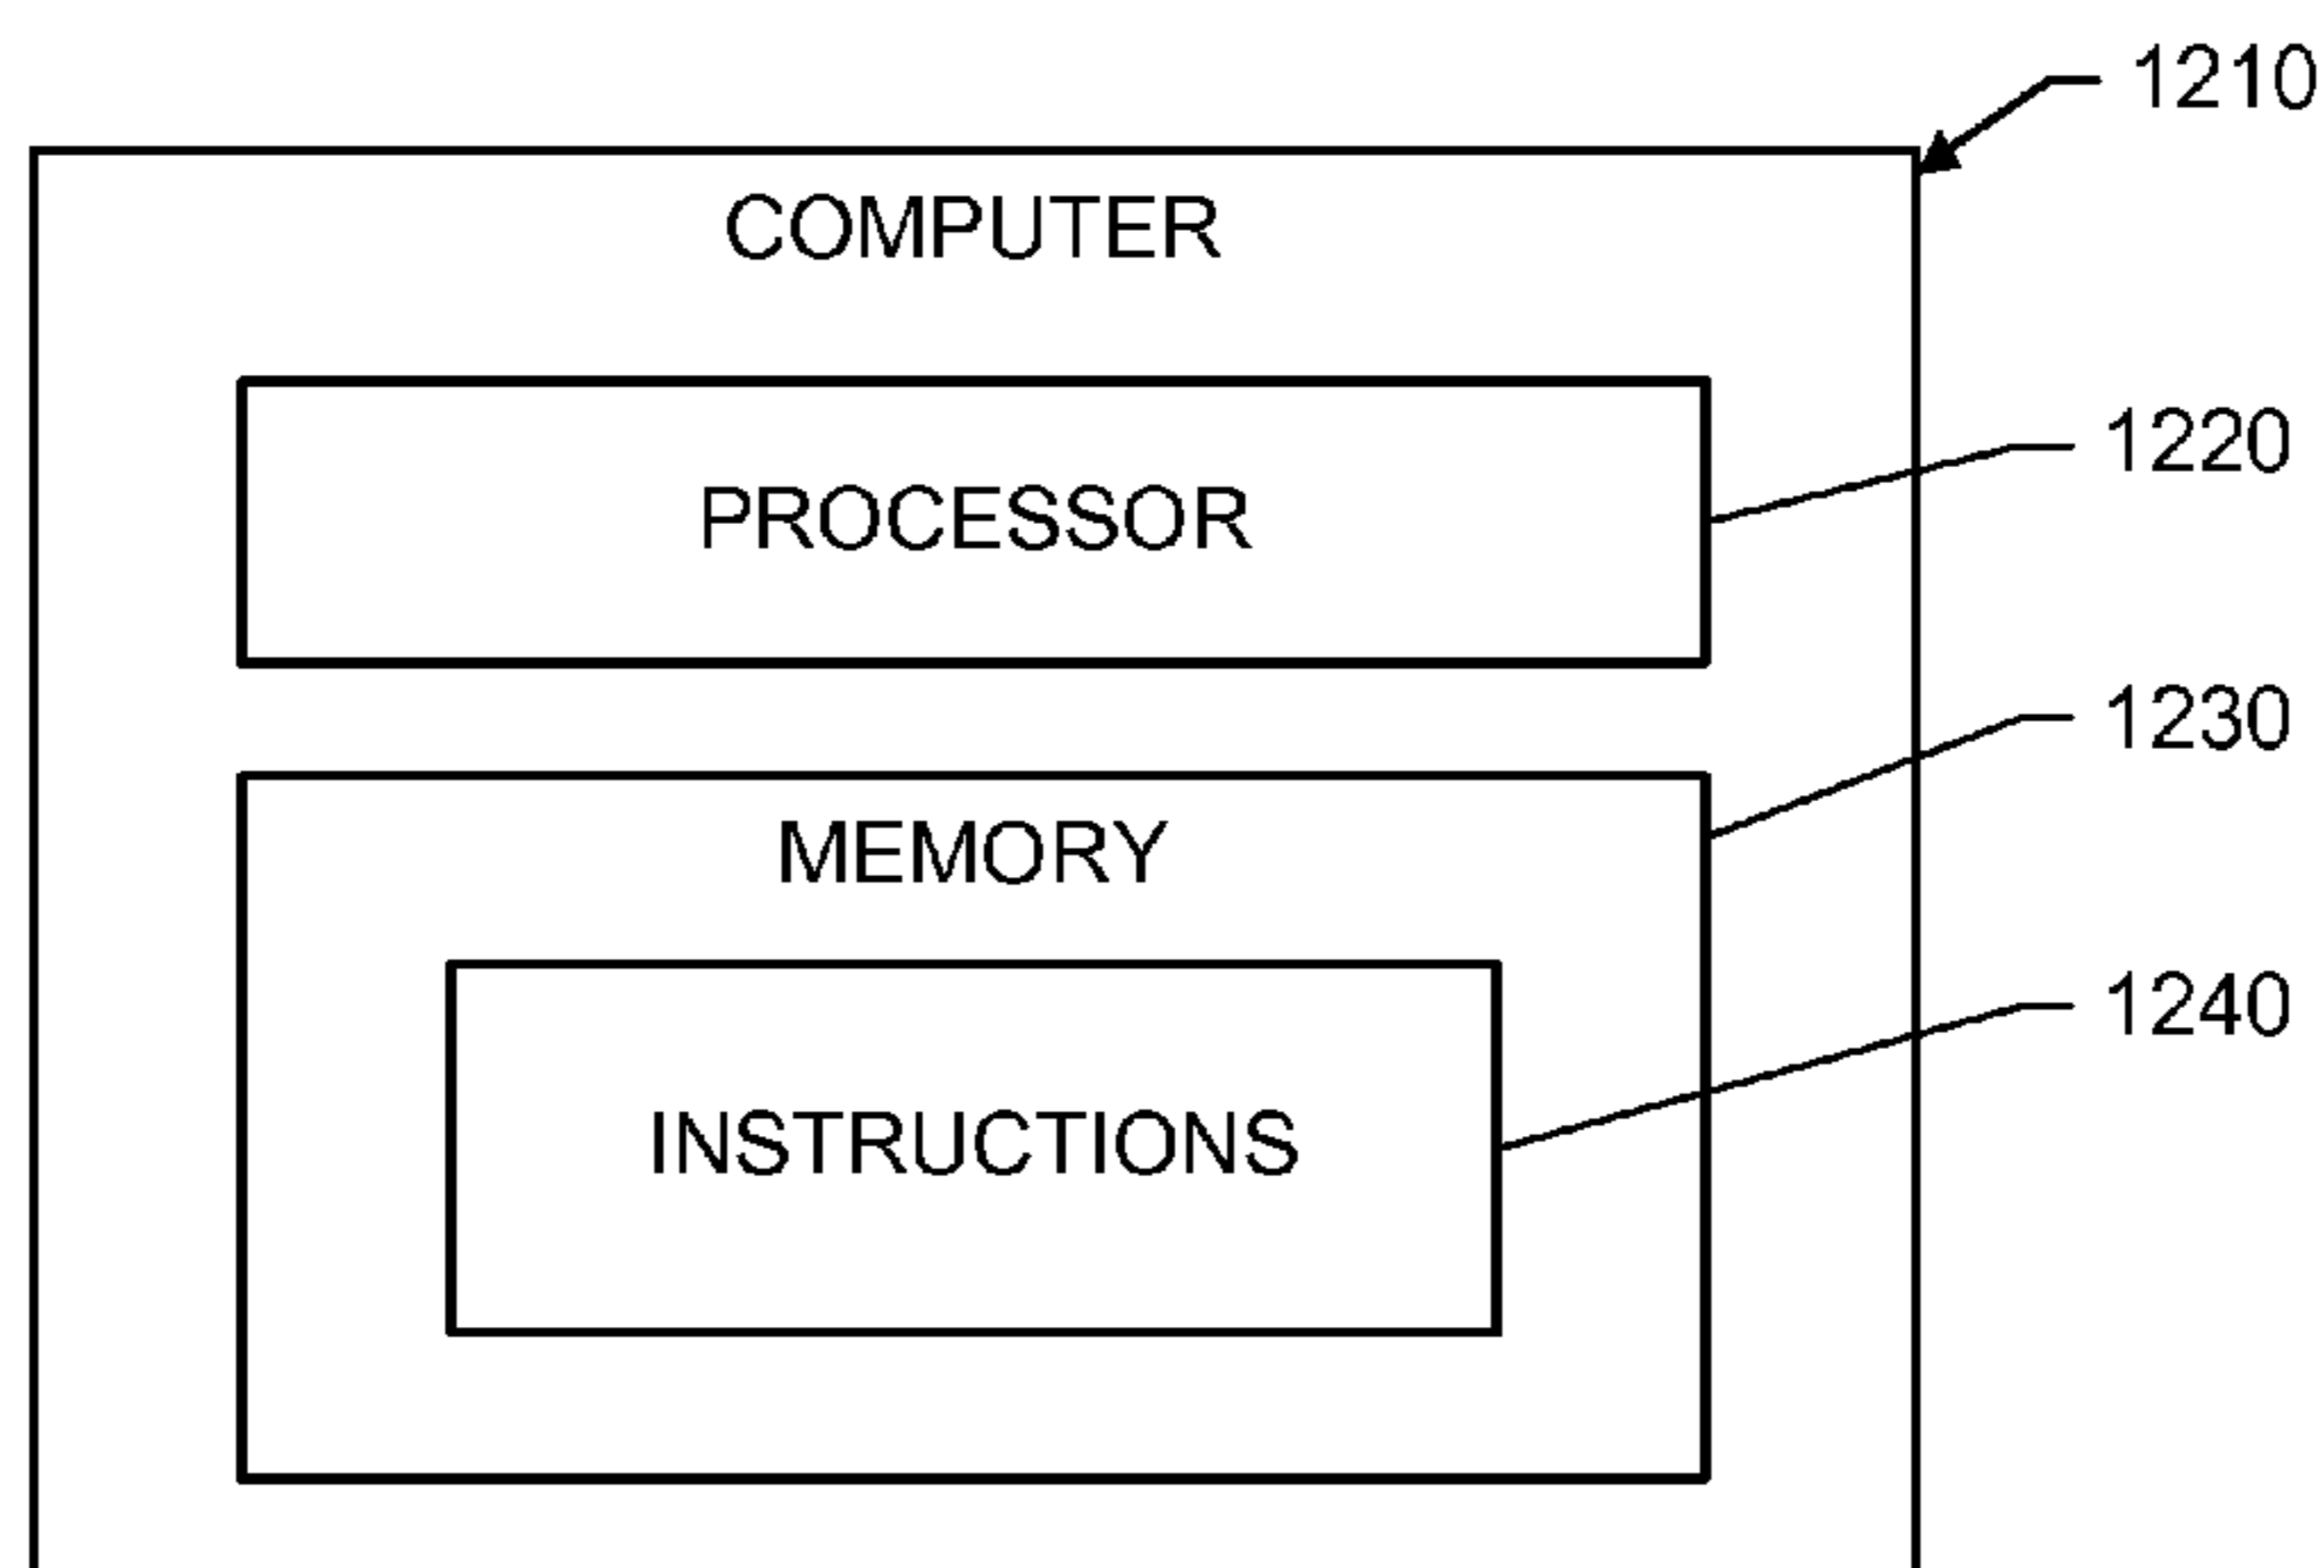 1210
COMPUTER
1220
PROCESSOR
1230
MEMORY
1240
INSTRUCTIONS